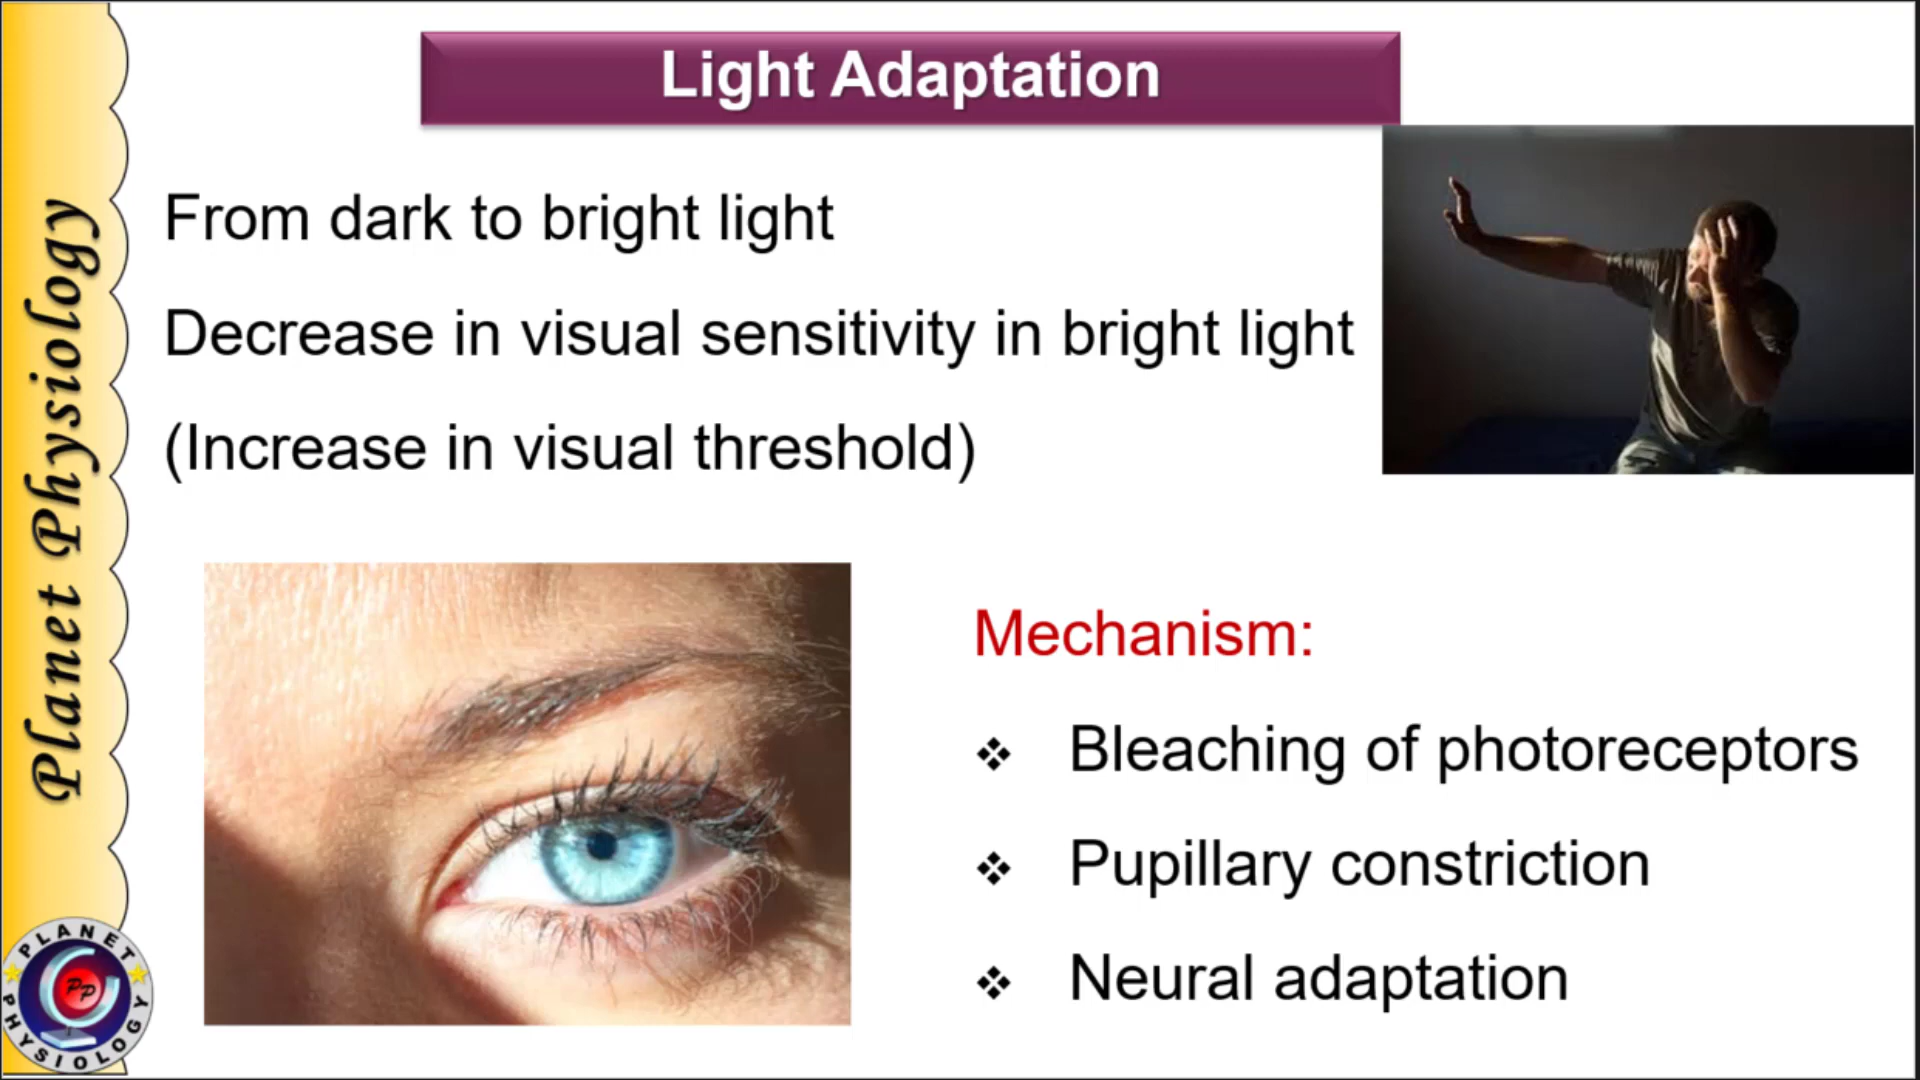 Light Adaptation
From dark to bright light
Decrease in visual sensitivity in bright light
(Increase in visual threshold)
Mechanism:
❖ Bleaching of photoreceptors
❖ Pupillary constriction
❖ Neural adaptation
Planet Physiology
PLANET
PP
PHYSIOLOGY